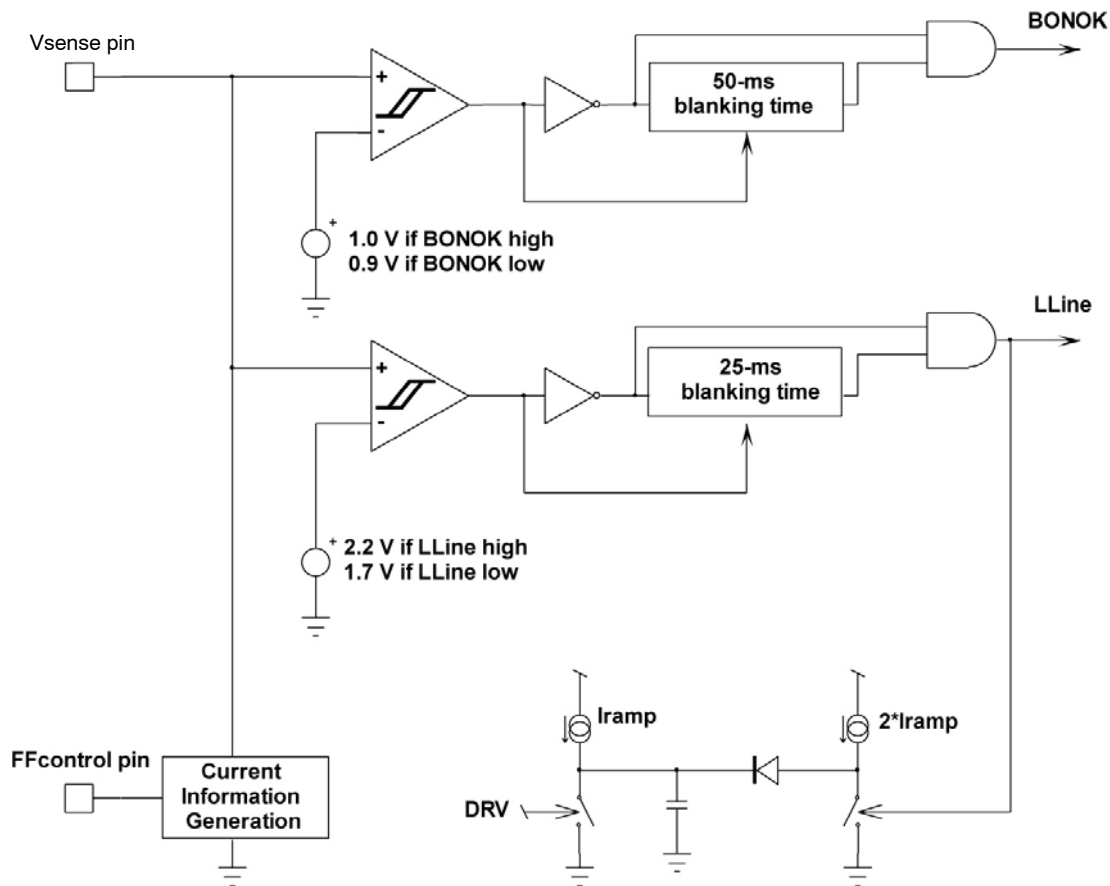 BONOK
Vsense pin
+
-
50-ms
blanking time
+
1.0 V if BONOK high
0.9 V if BONOK low
LLine
+
-
25-ms
blanking time
+
2.2 V if LLine high
1.7 V if LLine low
Iramp
2*Iramp
FFcontrol pin
Current
Information
Generation
DRV